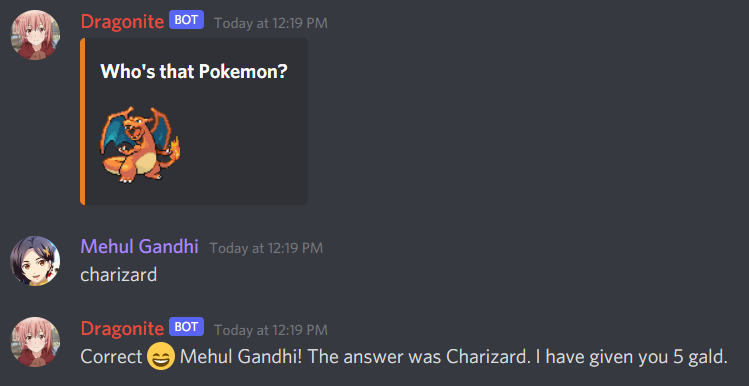 Dragonite BOT Today at 12:19 PM
Who's that Pokemon?
Mehul Gandhi Today at 12:19 PM
charizard
Dragonite BOT Today at 12:19 PM
Correct 😄 Mehul Gandhi! The answer was Charizard. I have given you 5 gald.